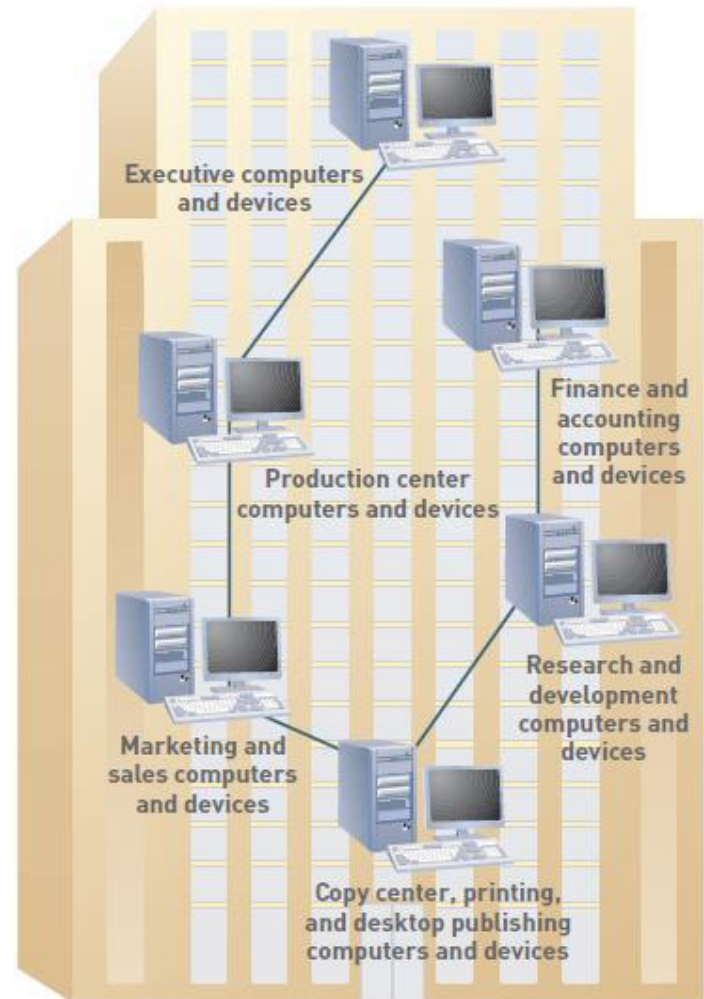 Executive computers
and devices
Finance and
accounting
computers
and devices
Production center
computers and devices
Research and
development
computers and
devices
Marketing and
sales computers
and devices
Copy center, printing,
and desktop publishing
computers and devices